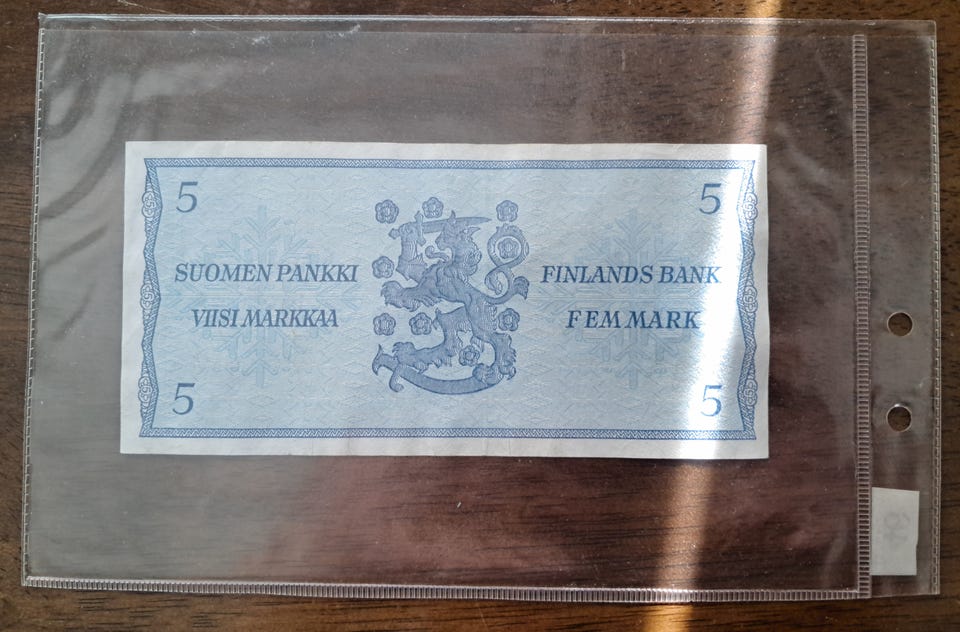 5 5
SUOMEN PANKKI FINLANDS BANK
VIISI MARKKAA FEM MARK
5 5